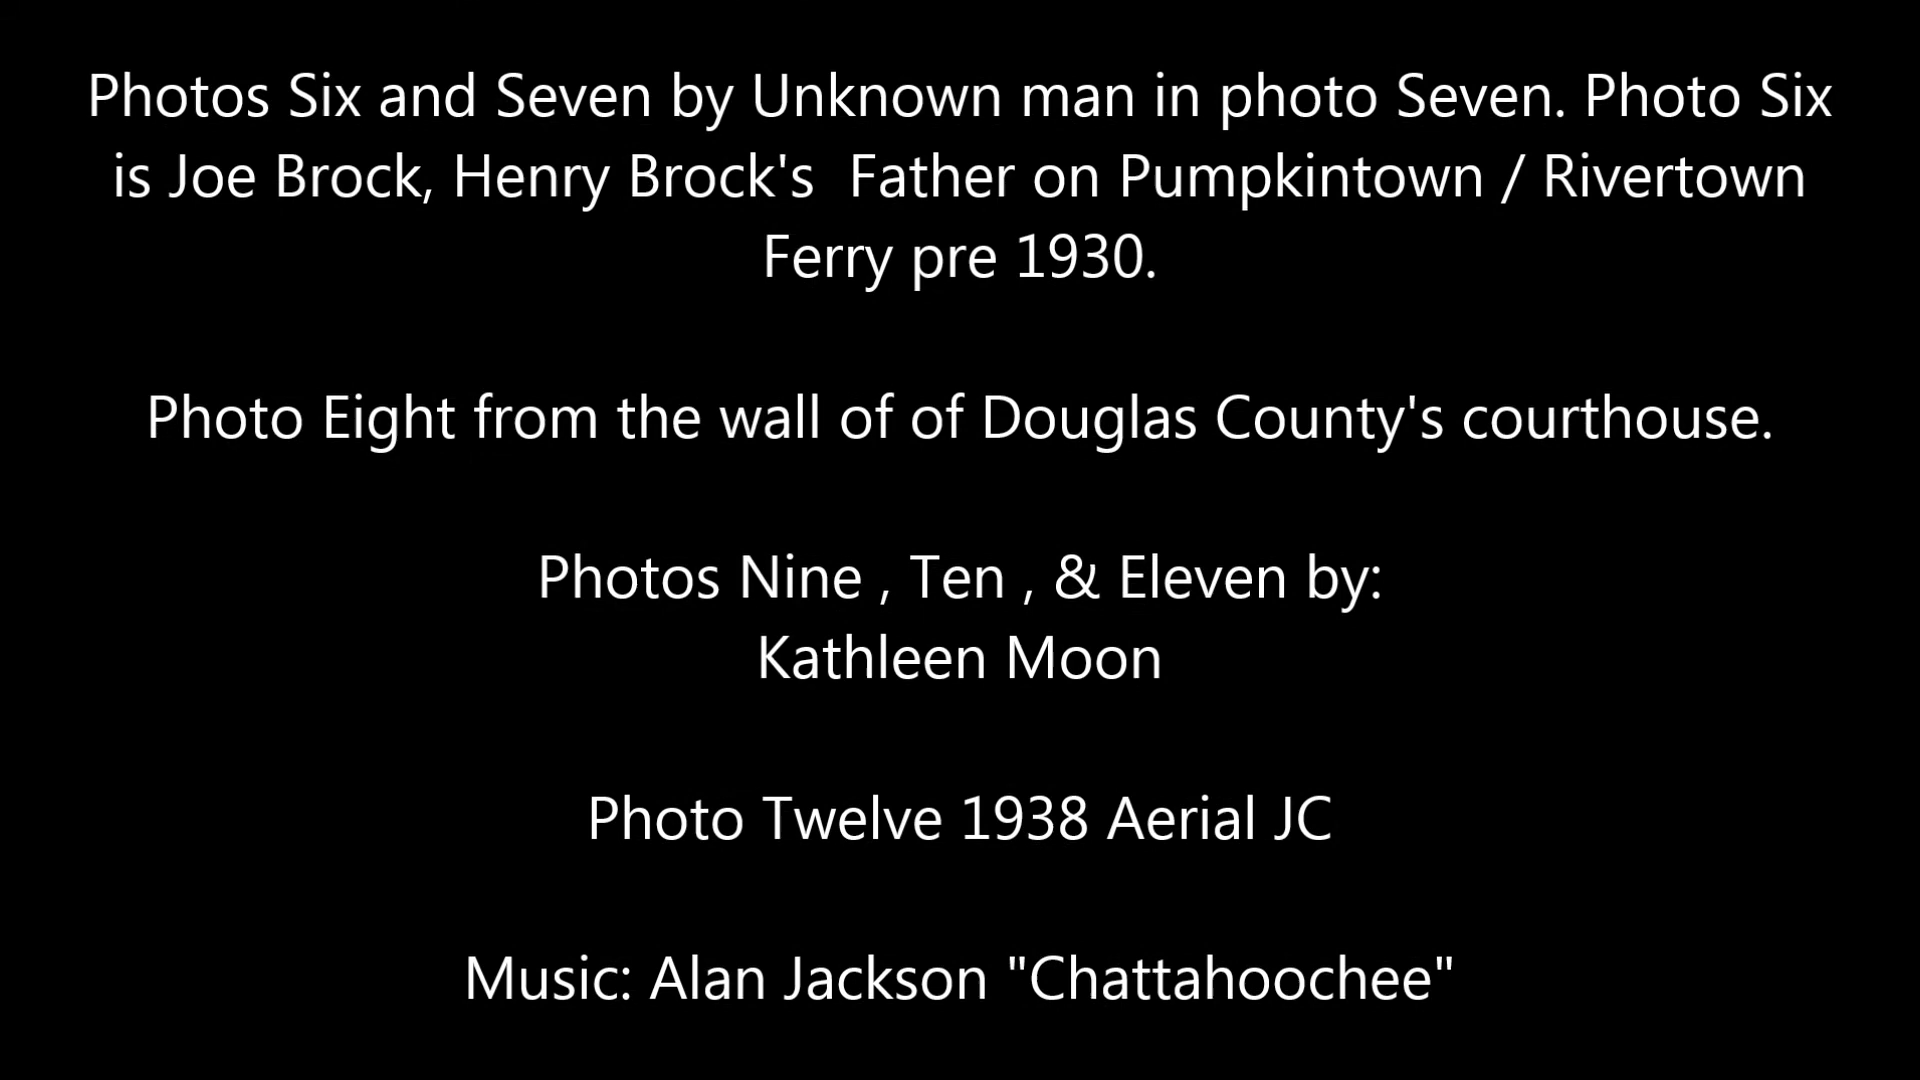 Photos Six and Seven by Unknown man in photo Seven. Photo Six
is Joe Brock, Henry Brock's  Father on Pumpkintown / Rivertown
Ferry pre 1930.
Photo Eight from the wall of of Douglas County's courthouse.
Photos Nine , Ten , & Eleven by:
Kathleen Moon
Photo Twelve 1938 Aerial JC
Music: Alan Jackson "Chattahoochee"